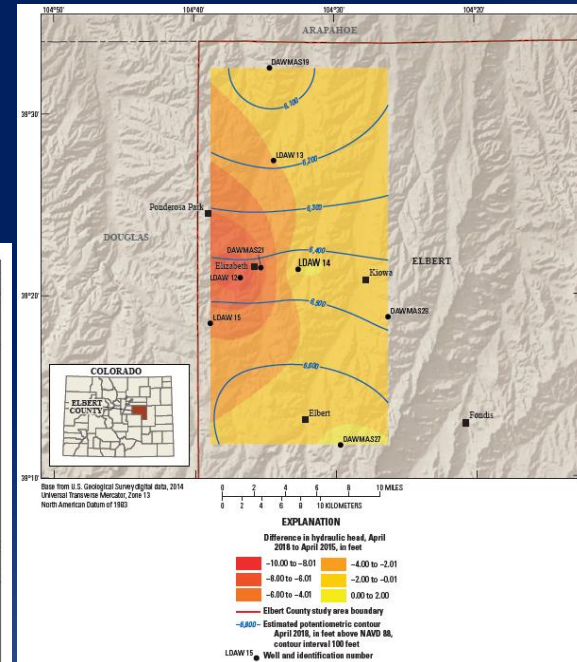 104°50'
104°40'
104°30'
104°20'
ARAPAHOE
DAWMAS19
6,100
39°30'
LDAW 13
6,200
Ponderosa Park
6,300
DOUGLAS
DAWMAS21
6,400
ELBERT
Elizabeth
LDAW 14
LDAW 12
Kiowa
39°20'
LDAW 15
DAWMAS28
COLORADO
ELBERT
COUNTY
6,600
Elbert
Fondis
DAWMAS27
Base from U.S. Geological Survey digital data, 2014
Universal Transverse Mercator, Zone 13
North American Datum of 1983
0 2 4 6 8 10 MILES
0 2 4 6 8 10 KILOMETERS
EXPLANATION
Difference in hydraulic head, April
2018 to April 2015, in feet
−10.00 to −8.01
−4.00 to −2.01
−8.00 to −6.01
−2.00 to −0.01
−6.00 to −4.01
0.00 to 2.00
Elbert County study area boundary
Estimated potentiometric contour
April 2018, in feet above NAVD 88,
contour interval 100 feet
LDAW 15 Well and identification number